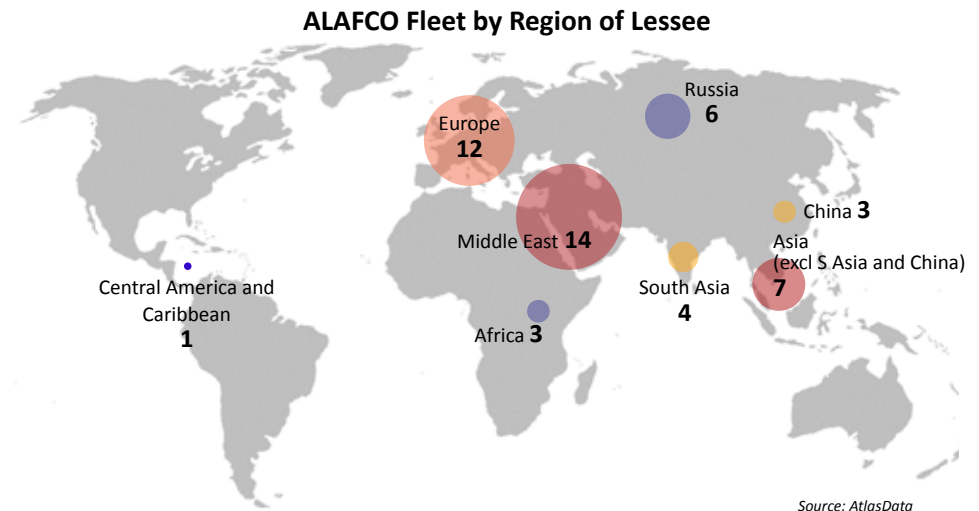 ALAFCO Fleet by Region of Lessee
Russia
6
Europe
12
China 3
Middle East 14
Asia
(excl S Asia and China)
7
Central America and
Caribbean
1
South Asia
4
Africa 3
Source: AtlasData